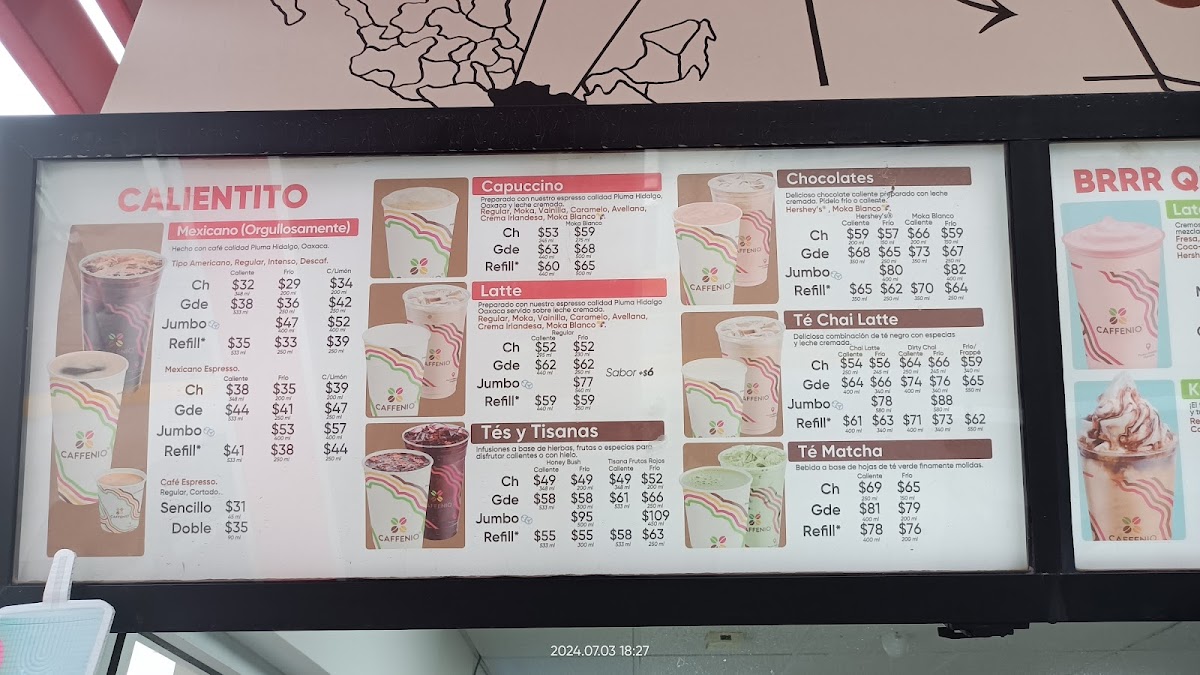 CALIENTITO
Mexicano (Orgullosamente)
Hecho con café calidad Pluma Hidalgo, Oaxaca.
Tipo Americano, Regular, Intenso, Descaf.
Caliente Frío C/Limón
Ch $32 $29 $34
Gde $38 $36 $42
Jumbo $47 $52
Refill* $35 $33 $39
Mexicano Espresso.
Caliente Frío C/Limón
Ch $38 $35 $39
Gde $44 $41 $47
Jumbo $53 $57
Refill* $41 $38 $44
Café Espresso.
Regular, Cortado.
Sencillo $31
Doble $35
CAFFENIO
Capuccino
Preparado con nuestro espresso calidad Pluma Hidalgo,
Oaxaca y leche cremada.
Regular, Moka, Vainilla, Caramelo, Avellana,
Crema Irlandesa, Moka Blanco
Moka Blanco
Ch $53 $59
Gde $63 $68
Refill* $60 $65
Latte
Preparado con nuestro espresso calidad Pluma Hidalgo
Oaxaca servido sobre leche cremada.
Regular, Moka, Vainilla, Caramelo, Avellana,
Crema Irlandesa, Moka Blanco
Regular
Caliente Frío
Ch $52 $52
Gde $62 $62
Sabor +$6
Jumbo $77
Refill* $59 $59
CAFFENIO
Tés y Tisanas
Infusiones a base de hierbas, frutas o especias para
disfrutar calientes o con hielo.
Honey Bush Tisana Frutos Rojos
Caliente Frío Caliente Frío
Ch $49 $49 $49 $52
Gde $58 $58 $61 $66
Jumbo $95 $109
Refill* $55 $55 $58 $63
CAFFENIO
Chocolates
Delicioso chocolate caliente preparado con leche
cremada. Pídelo frío o caliente.
Hershey's®, Moka Blanco
Hershey's® Moka Blanco
Caliente Frío Caliente Frío
Ch $59 $57 $66 $59
Gde $68 $65 $73 $67
Jumbo $80 $82
Refill* $65 $62 $70 $64
CAFFENIO
Té Chai Latte
Deliciosa combinación de té negro con especias
y leche cremada.
Chai Latte Dirty Chai Frío/
Caliente Frío Caliente Frío Frappé
Ch $54 $56 $64 $66 $59
Gde $64 $66 $74 $76 $65
Jumbo $78 $88
Refill* $61 $63 $71 $73 $62
Té Matcha
Bebida a base de hojas de té verde finamente molidas.
Caliente Frío
Ch $69 $65
Gde $81 $79
Refill* $78 $76
BRRR Q
CAFFENIO
CAFFENIO
2024.07.03 18:27